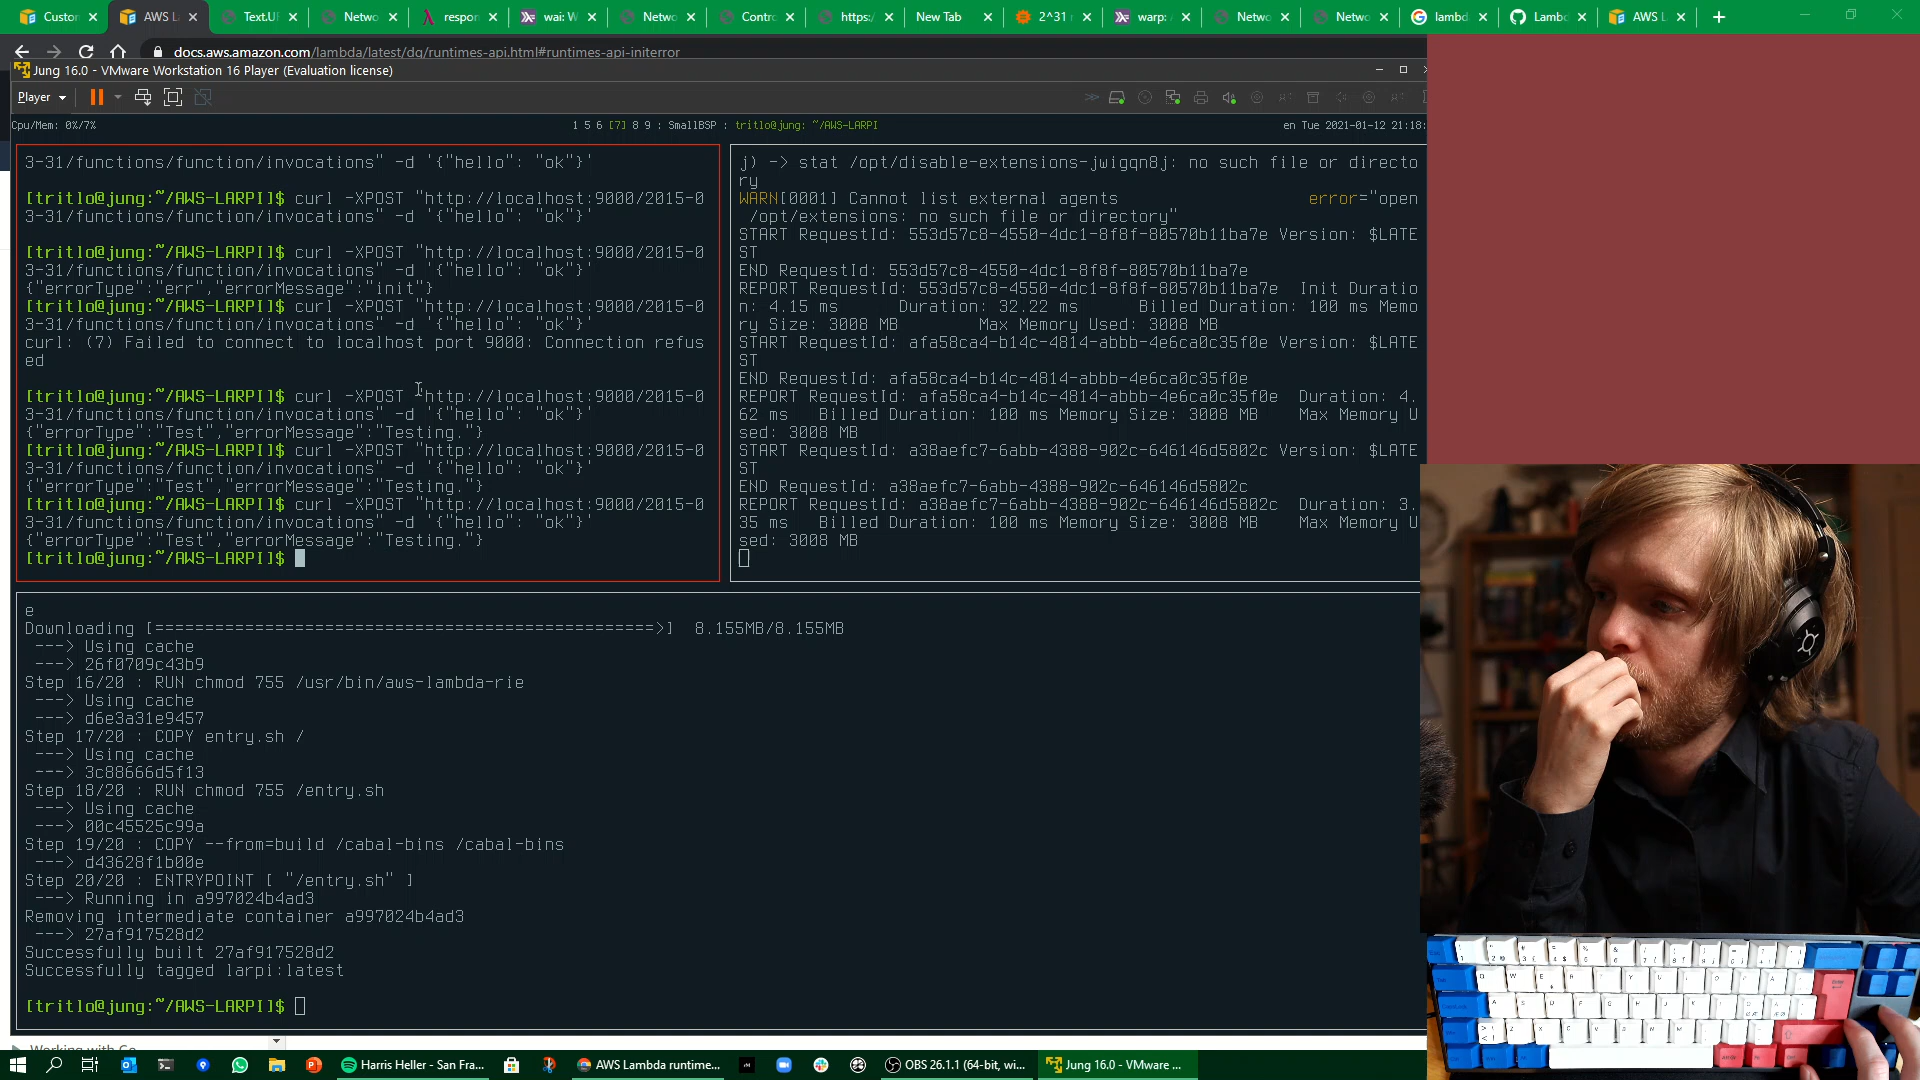 Custom
AWS L
Text.U
Netwo
respon
wai: W
Netwo
Contro
https:/
New Tab
2^31
warp:
Netwo
Netwo
lambd
Lambd
AWS L
docs.aws.amazon.com/lambda/latest/dg/runtimes-api.html#runtimes-api-initerror
Jung 16.0 - VMware Workstation 16 Player (Evaluation license)
Player
Cpu/Mem: 0%/7%
1 5 6 [7] 8 9 : SmallBSP : tritlo@jung: ~/AWS-LARPI
en Tue 2021-01-12 21:18:
3-31/functions/function/invocations" -d '{"hello": "ok"}'
[tritlo@jung:~/AWS-LARPI]$ curl -XPOST "http://localhost:9000/2015-0
3-31/functions/function/invocations" -d '{"hello": "ok"}'
[tritlo@jung:~/AWS-LARPI]$ curl -XPOST "http://localhost:9000/2015-0
3-31/functions/function/invocations" -d '{"hello": "ok"}'
{"errorType":"err","errorMessage":"init"}
[tritlo@jung:~/AWS-LARPI]$ curl -XPOST "http://localhost:9000/2015-0
3-31/functions/function/invocations" -d '{"hello": "ok"}'
curl: (7) Failed to connect to localhost port 9000: Connection refus
ed
[tritlo@jung:~/AWS-LARPI]$ curl -XPOST "http://localhost:9000/2015-0
3-31/functions/function/invocations" -d '{"hello": "ok"}'
{"errorType":"Test","errorMessage":"Testing."}
[tritlo@jung:~/AWS-LARPI]$ curl -XPOST "http://localhost:9000/2015-0
3-31/functions/function/invocations" -d '{"hello": "ok"}'
{"errorType":"Test","errorMessage":"Testing."}
[tritlo@jung:~/AWS-LARPI]$ curl -XPOST "http://localhost:9000/2015-0
3-31/functions/function/invocations" -d '{"hello": "ok"}'
{"errorType":"Test","errorMessage":"Testing."}
[tritlo@jung:~/AWS-LARPI]$
j) -> stat /opt/disable-extensions-jwigqn8j: no such file or directo
ry
WARN[0001] Cannot list external agents error="open
/opt/extensions: no such file or directory"
START RequestId: 553d57c8-4550-4dc1-8f8f-80570b11ba7e Version: $LATE
ST
END RequestId: 553d57c8-4550-4dc1-8f8f-80570b11ba7e
REPORT RequestId: 553d57c8-4550-4dc1-8f8f-80570b11ba7e Init Duratio
n: 4.15 ms Duration: 32.22 ms Billed Duration: 100 ms Memo
ry Size: 3008 MB Max Memory Used: 3008 MB
START RequestId: afa58ca4-b14c-4814-abbb-4e6ca0c35f0e Version: $LATE
ST
END RequestId: afa58ca4-b14c-4814-abbb-4e6ca0c35f0e
REPORT RequestId: afa58ca4-b14c-4814-abbb-4e6ca0c35f0e Duration: 4.
62 ms Billed Duration: 100 ms Memory Size: 3008 MB Max Memory U
sed: 3008 MB
START RequestId: a38aefc7-6abb-4388-902c-646146d5802c Version: $LATE
ST
END RequestId: a38aefc7-6abb-4388-902c-646146d5802c
REPORT RequestId: a38aefc7-6abb-4388-902c-646146d5802c Duration: 3.
35 ms Billed Duration: 100 ms Memory Size: 3008 MB Max Memory U
sed: 3008 MB
e
Downloading [==================================================>] 8.155MB/8.155MB
---> Using cache
---> 26f0709c43b9
Step 16/20 : RUN chmod 755 /usr/bin/aws-lambda-rie
---> Using cache
---> d6e3a31e9457
Step 17/20 : COPY entry.sh /
---> Using cache
---> 3c88666d5f13
Step 18/20 : RUN chmod 755 /entry.sh
---> Using cache
---> 00c45525c99a
Step 19/20 : COPY --from=build /cabal-bins /cabal-bins
---> d43628f1b00e
Step 20/20 : ENTRYPOINT [ "/entry.sh" ]
---> Running in a997024b4ad3
Removing intermediate container a997024b4ad3
---> 27af917528d2
Successfully built 27af917528d2
Successfully tagged larpi:latest
[tritlo@jung:~/AWS-LARPI]$
Working with Go
Harris Heller - San Fra...
AWS Lambda runtime...
OBS 26.1.1 (64-bit, wi...
Jung 16.0 - VMware ...